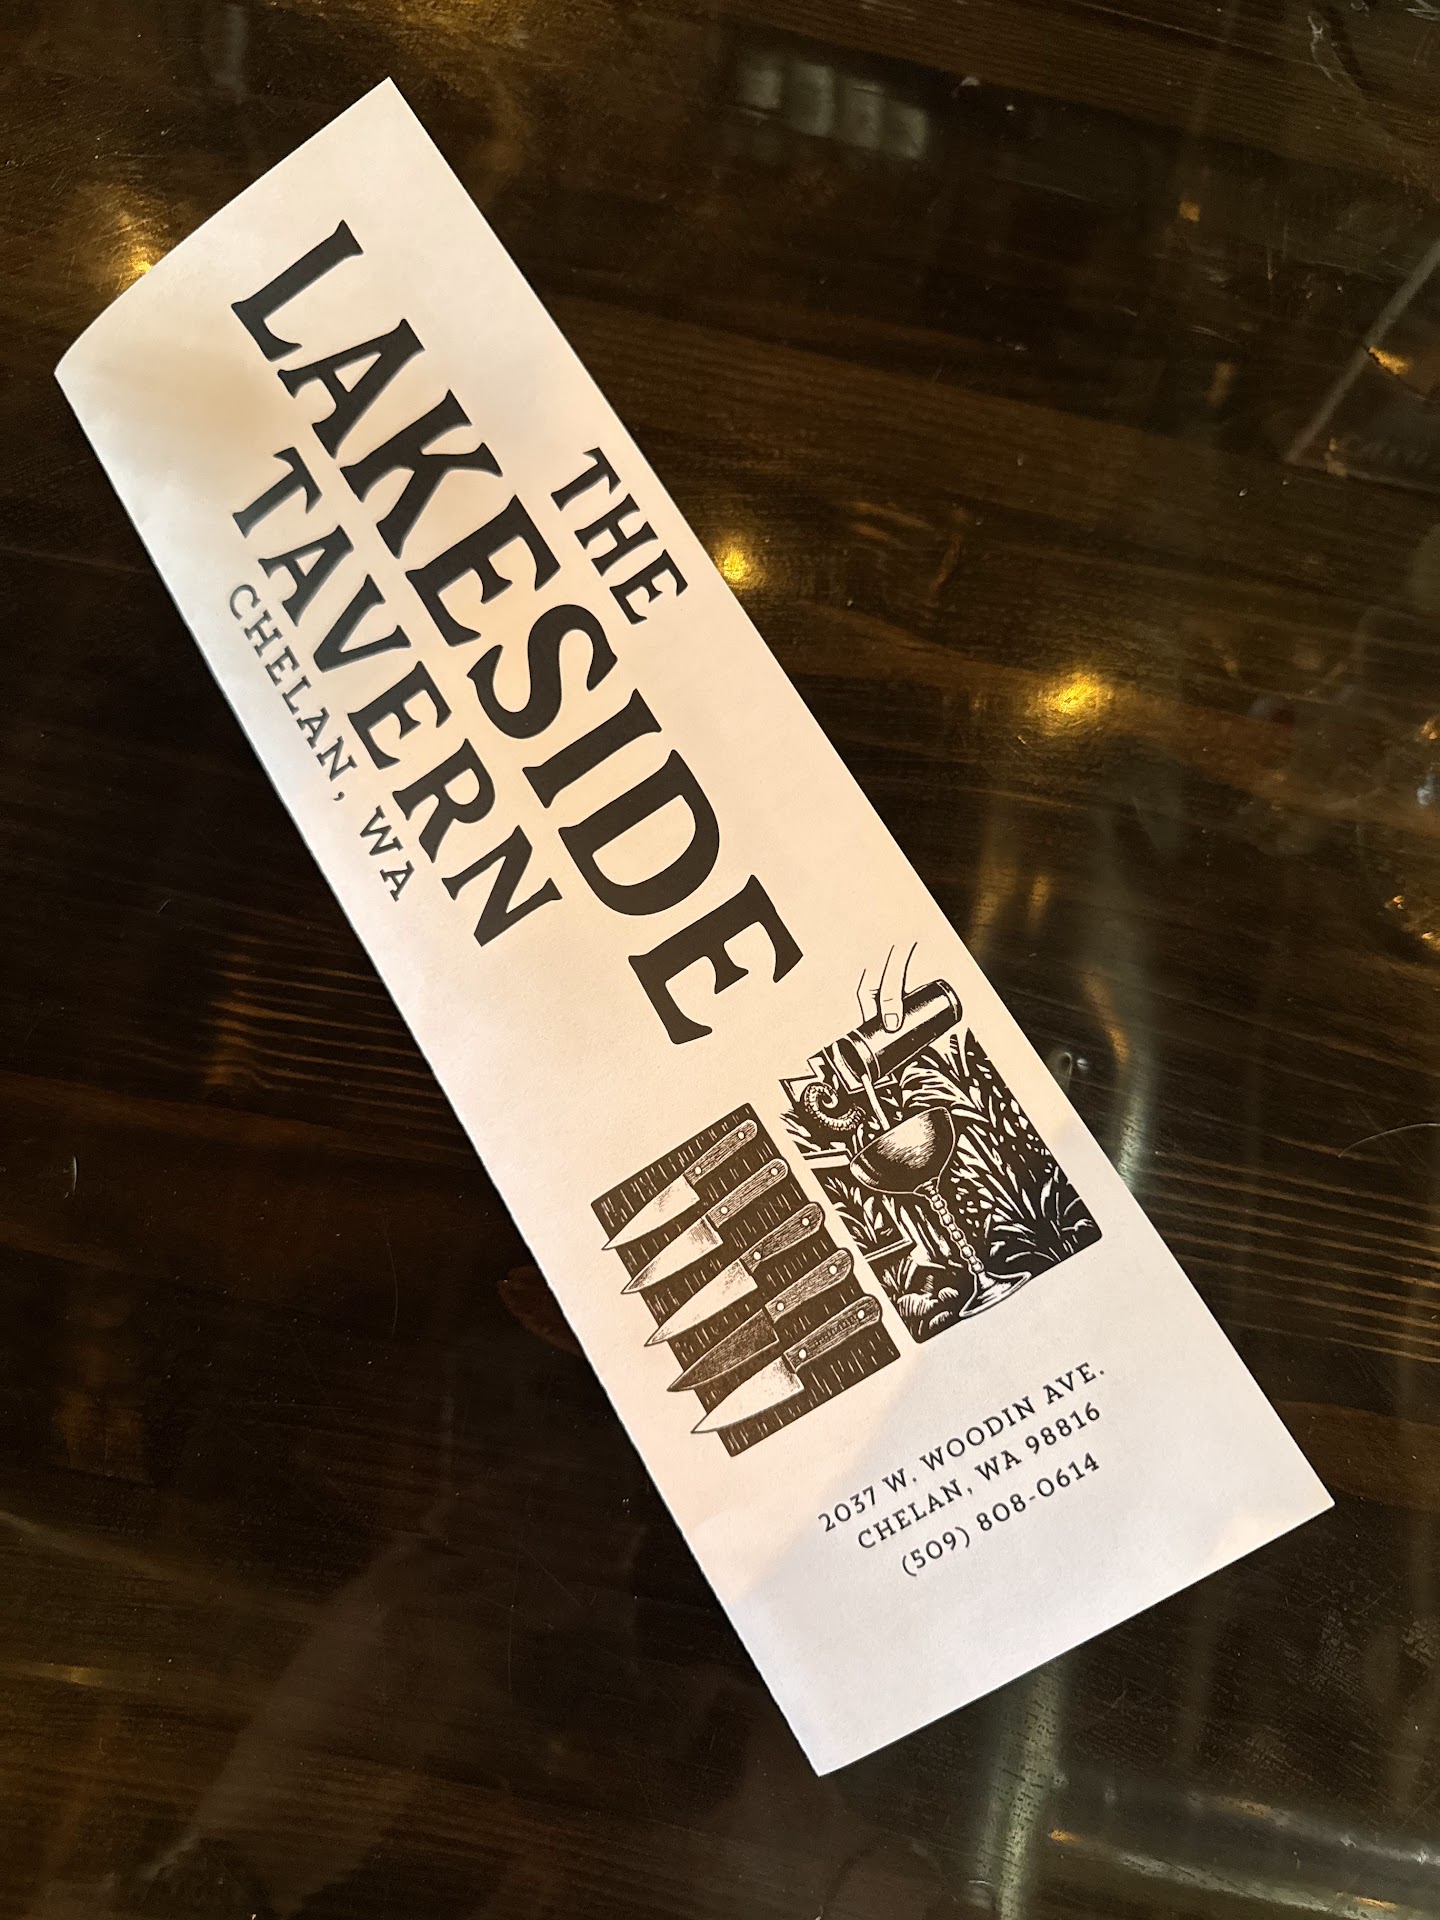 THE
LAKESIDE
TAVERN
CHELAN, WA
2037 W. WOODIN AVE.
CHELAN, WA 98816
(509) 808-0614